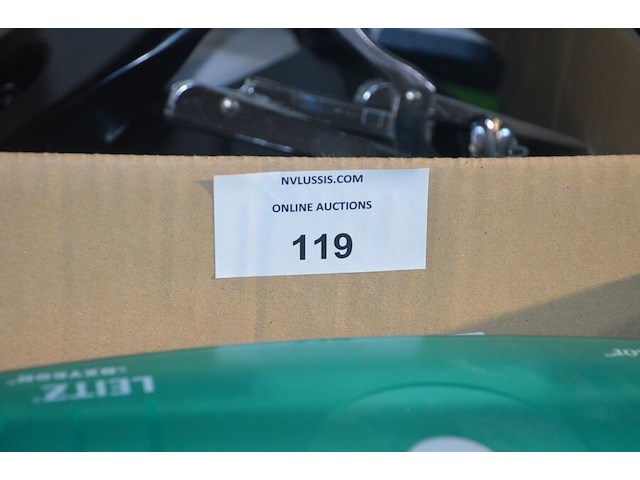 NVLUSSIS.COM
ONLINE AUCTIONS
119
LEITZ